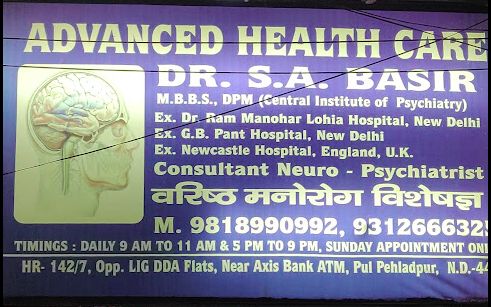 ADVANCED HEALTH CARE
DR. S.A. BASIR
M.B.B.S., DPM (Central Institute of Psychiatry)
Ex. Dr. Ram Manohar Lohia Hospital, New Delhi
Ex. G.B. Pant Hospital, New Delhi
Ex. Newcastle Hospital, England, U.K.
Consultant Neuro - Psychiatrist
वरिष्ठ मनोरोग विशेषज्ञ
M. 9818990992, 931266632
TIMINGS : DAILY 9 AM TO 11 AM & 5 PM TO 9 PM, SUNDAY APPOINTMENT ON
HR- 142/7, Opp. LIG DDA Flats, Near Axis Bank ATM, Pul Pehladpur, N.D.-44